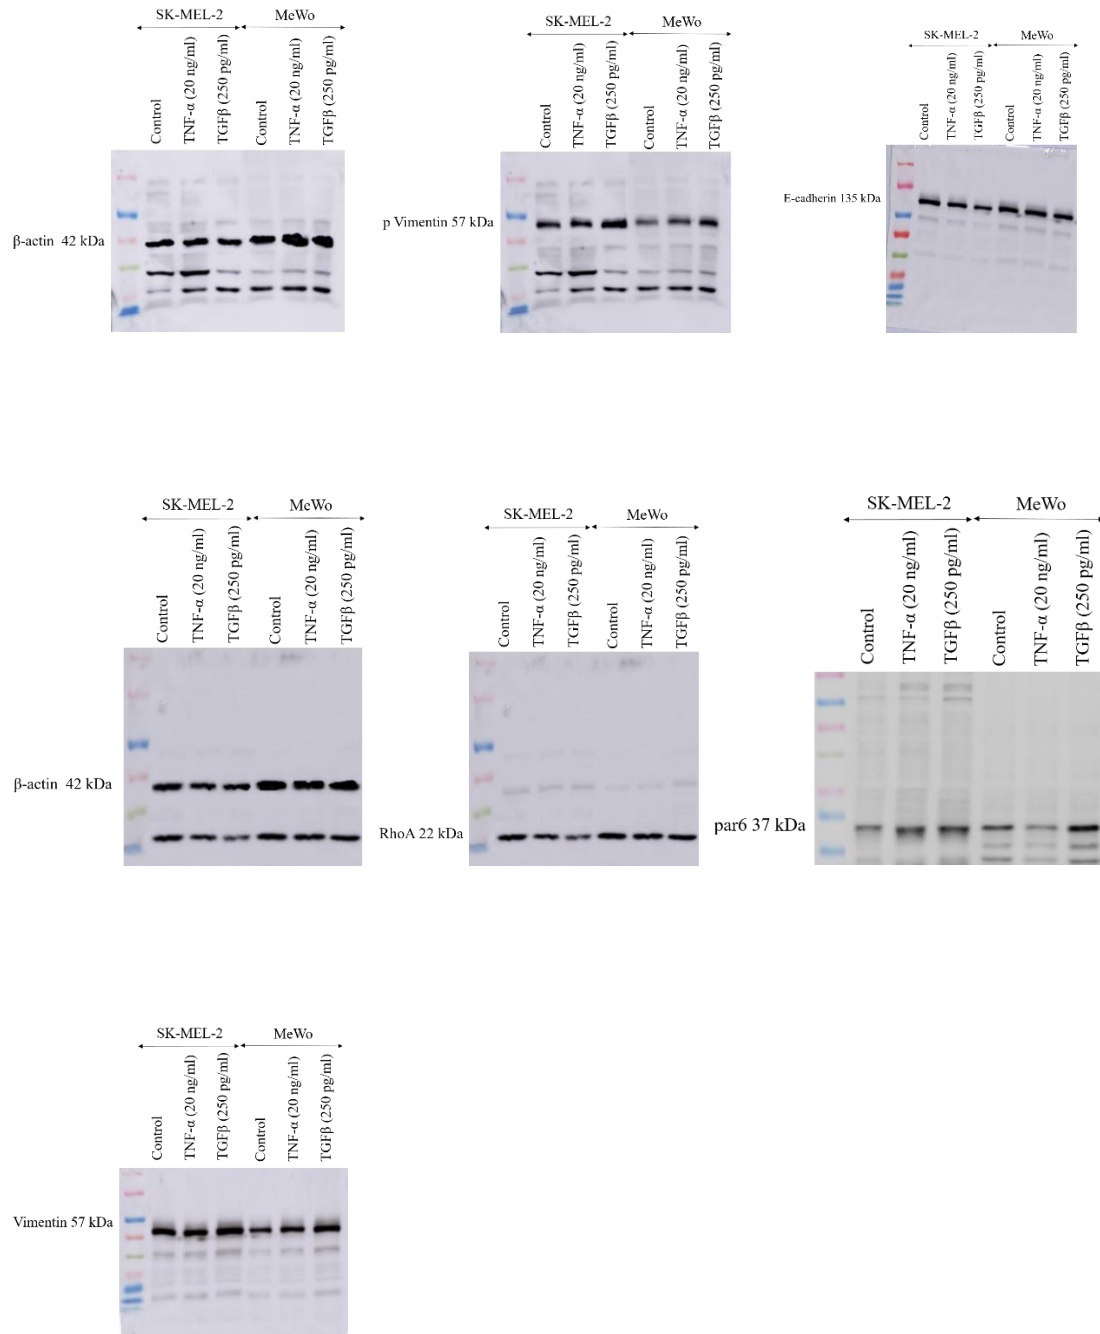 SK-MEL-2 MeWo
Control
TNF-α (20 ng/ml)
TGFβ (250 pg/ml)
Control
TNF-α (20 ng/ml)
TGFβ (250 pg/ml)
β-actin 42 kDa
SK-MEL-2 MeWo
Control
TNF-α (20 ng/ml)
TGFβ (250 pg/ml)
Control
TNF-α (20 ng/ml)
TGFβ (250 pg/ml)
p Vimentin 57 kDa
SK-MEL-2 MeWo
Control
TNF-α (20 ng/ml)
TGFβ (250 pg/ml)
Control
TNF-α (20 ng/ml)
TGFβ (250 pg/ml)
E-cadherin 135 kDa
SK-MEL-2 MeWo
Control
TNF-α (20 ng/ml)
TGFβ (250 pg/ml)
Control
TNF-α (20 ng/ml)
TGFβ (250 pg/ml)
β-actin 42 kDa
SK-MEL-2 MeWo
Control
TNF-α (20 ng/ml)
TGFβ (250 pg/ml)
Control
TNF-α (20 ng/ml)
TGFβ (250 pg/ml)
RhoA 22 kDa
SK-MEL-2 MeWo
Control
TNF-α (20 ng/ml)
TGFβ (250 pg/ml)
Control
TNF-α (20 ng/ml)
TGFβ (250 pg/ml)
par6 37 kDa
SK-MEL-2 MeWo
Control
TNF-α (20 ng/ml)
TGFβ (250 pg/ml)
Control
TNF-α (20 ng/ml)
TGFβ (250 pg/ml)
Vimentin 57 kDa